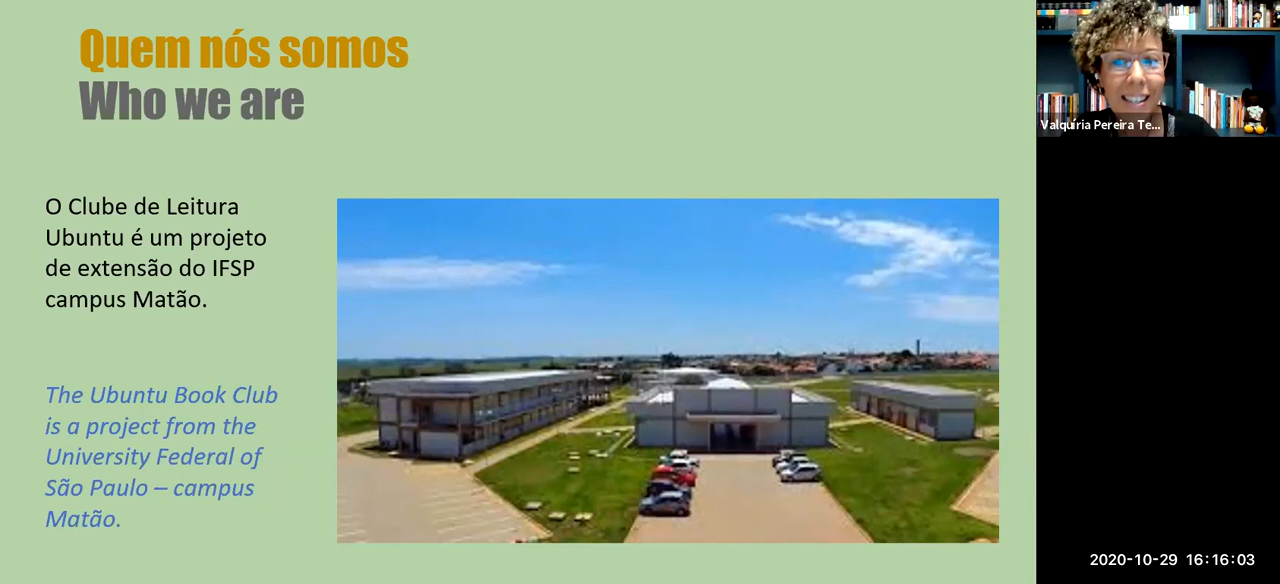 Quem nós somos
Who we are
O Clube de Leitura
Ubuntu é um projeto
de extensão do IFSP
campus Matão.
The Ubuntu Book Club
is a project from the
University Federal of
São Paulo – campus
Matão.
Valquíria Pereira Te...
2020-10-29 16:16:03